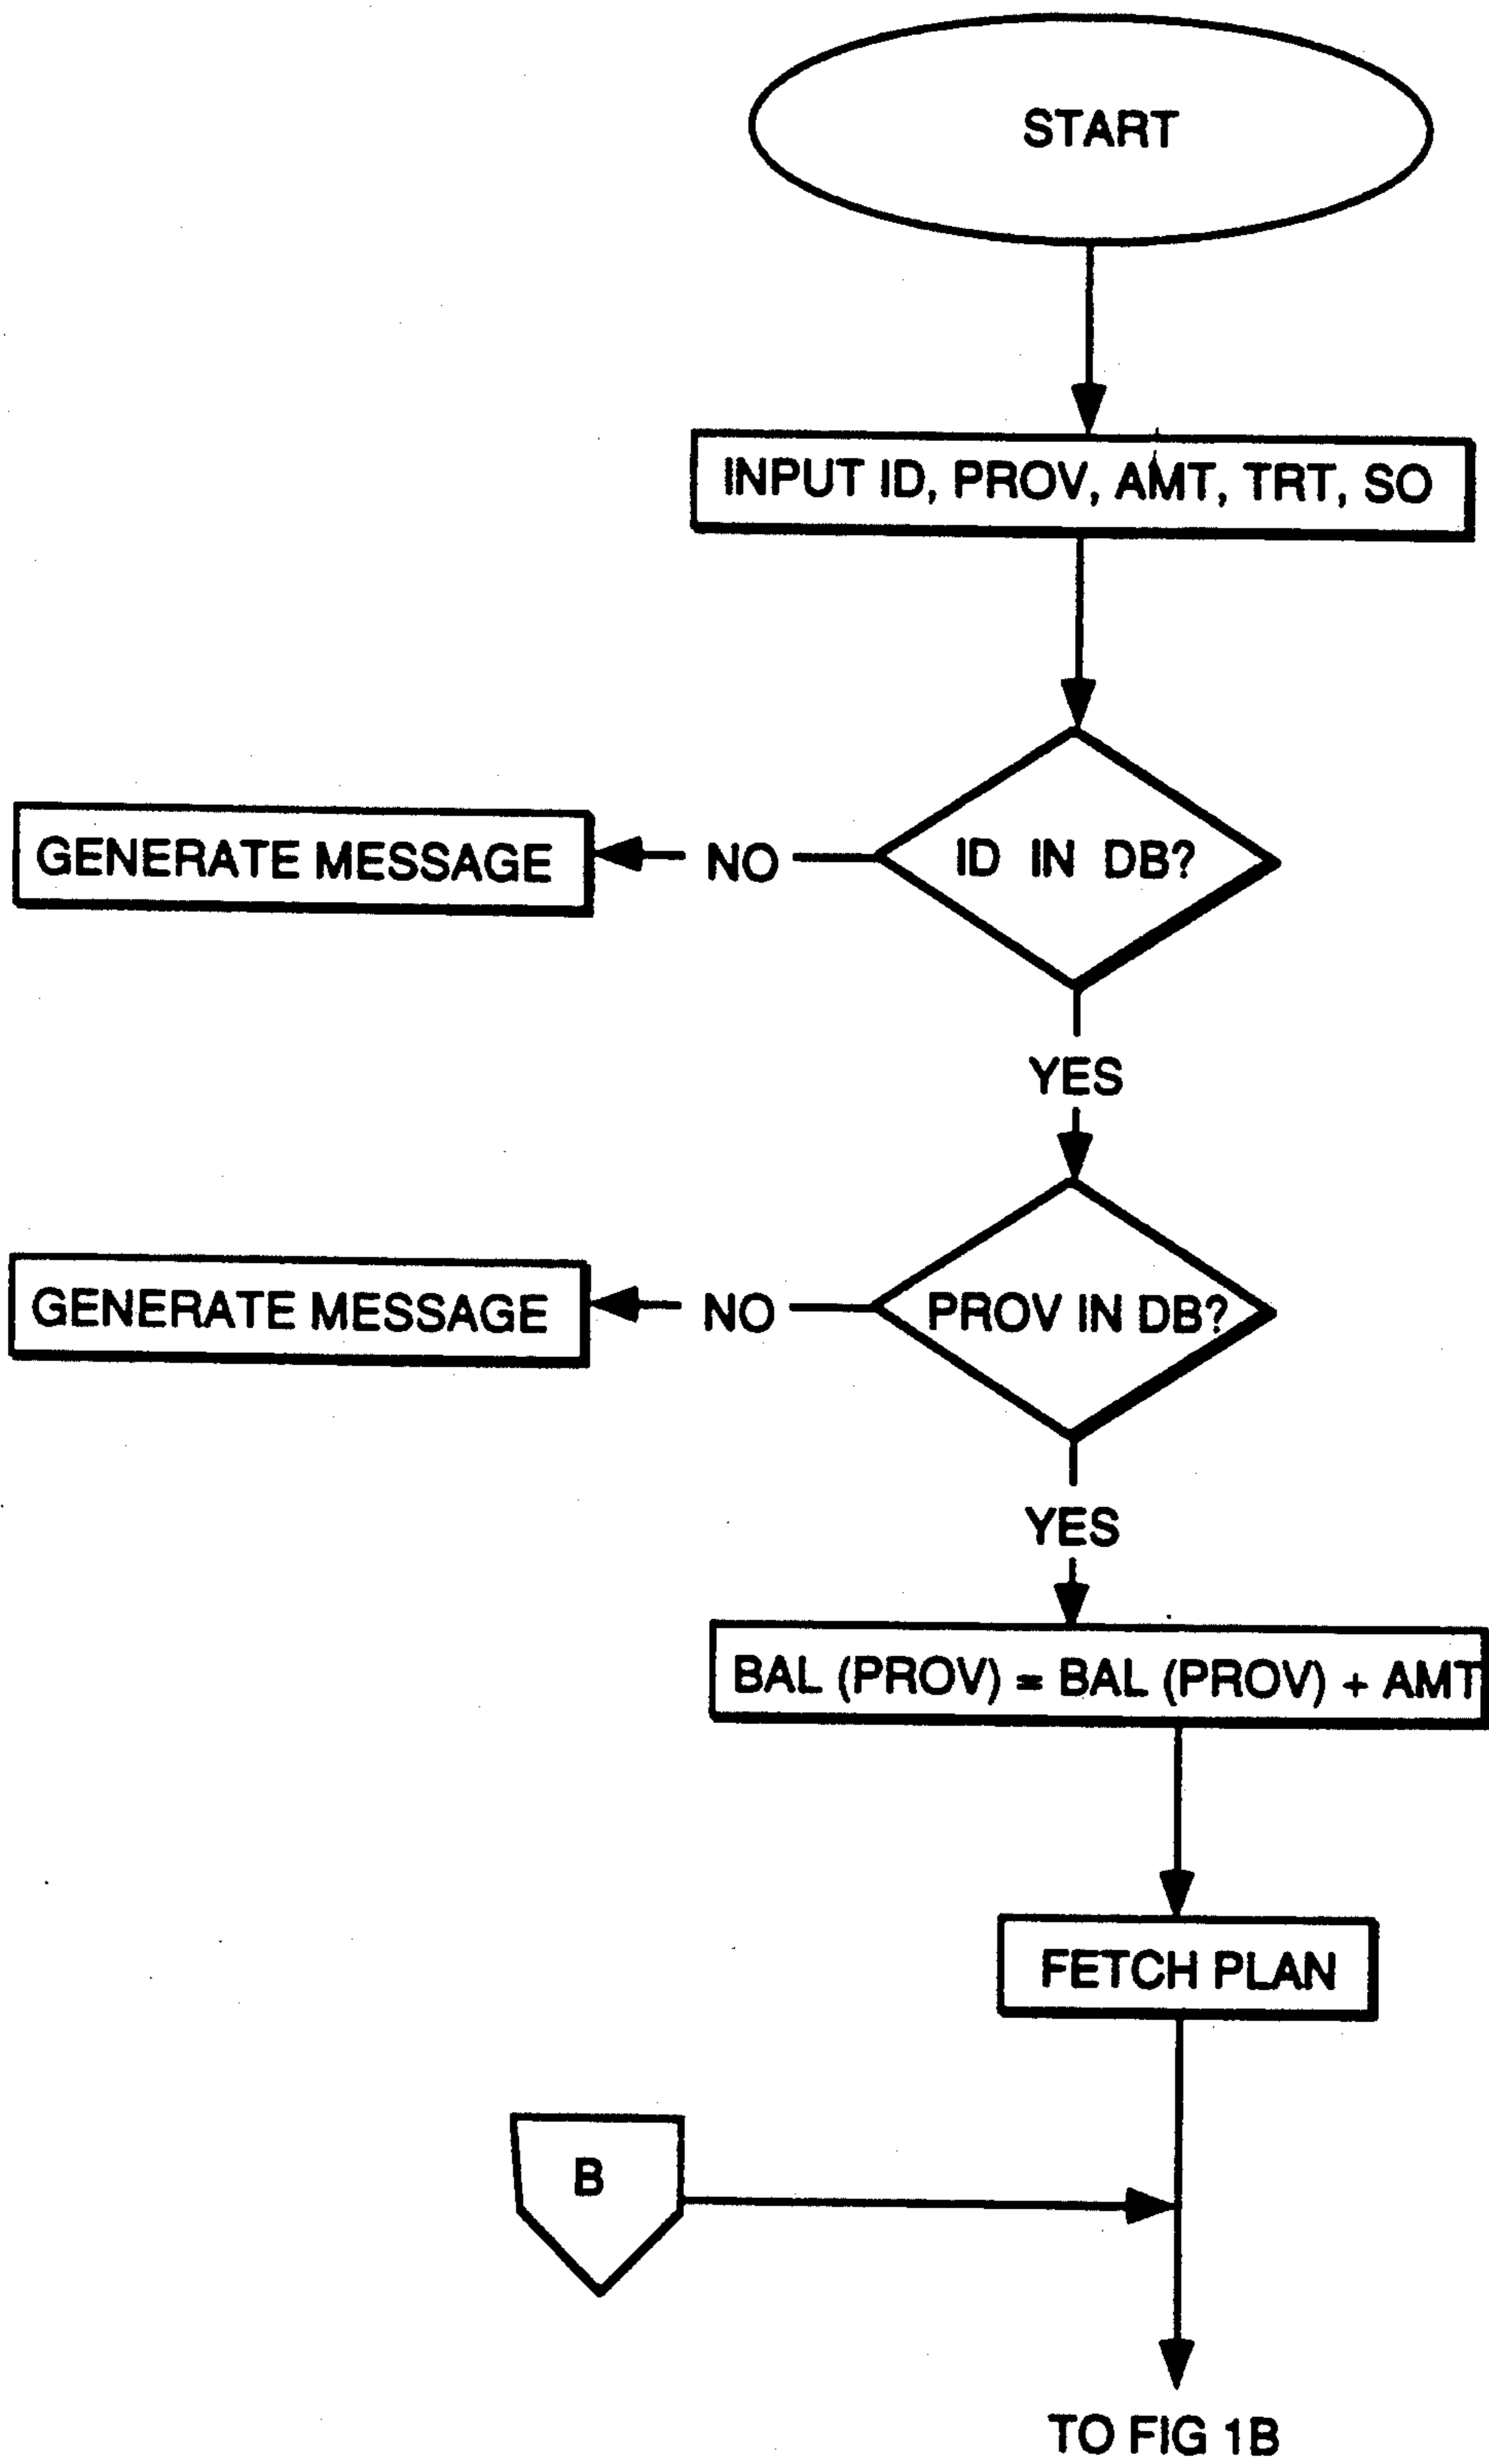 START
INPUT ID, PROV, AMT, TRT, SO
ID IN DB?
NO
GENERATE MESSAGE
YES
PROV IN DB?
NO
GENERATE MESSAGE
YES
BAL (PROV) = BAL (PROV) + AMT
FETCH PLAN
B
TO FIG 1B